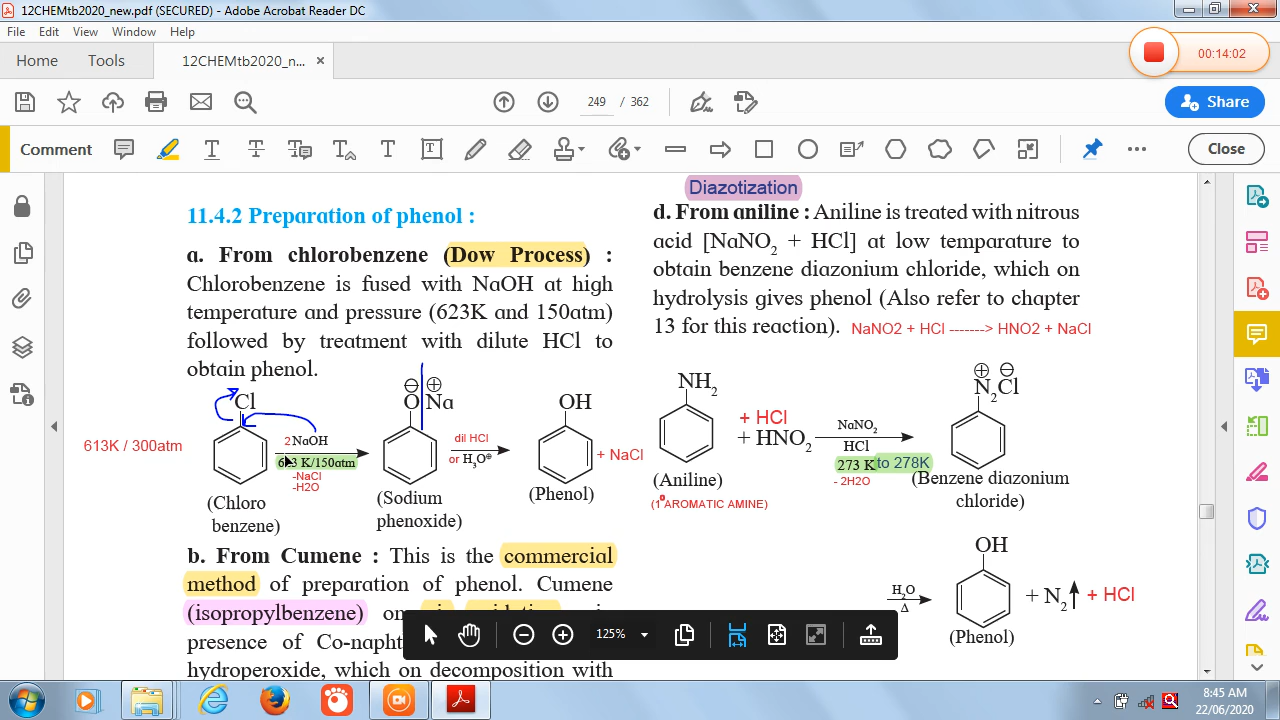 12CHEMtb2020_new.pdf (SECURED) - Adobe Acrobat Reader DC
File Edit View Window Help
00:14:02
Home Tools 12CHEMtb2020_n... ×
249 / 362
Share
Comment
Close
11.4.2 Preparation of phenol :
a. From chlorobenzene (Dow Process) :
Chlorobenzene is fused with NaOH at high
temperature and pressure (623K and 150atm)
followed by treatment with dilute HCl to
obtain phenol.
613K / 300atm
Cl
2NaOH
623 K/150atm
-NaCl
-H2O
(Chloro
benzene)
⊖ ⊕
O Na
(Sodium
phenoxide)
dil HCl
or H3O⊕
OH
+ NaCl
(Phenol)
b. From Cumene : This is the commercial
method of preparation of phenol. Cumene
(isopropylbenzene) on
presence of Co-naphth
hydroperoxide, which on decomposition with
Diazotization
d. From aniline : Aniline is treated with nitrous
acid [NaNO2 + HCl] at low temparature to
obtain benzene diazonium chloride, which on
hydrolysis gives phenol (Also refer to chapter
13 for this reaction). NaNO2 + HCl -------> HNO2 + NaCl
NH2
+ HCl
+ HNO2
NaNO2
HCl
273 K to 278K
- 2H2O
(Aniline)
(1° AROMATIC AMINE)
⊕ ⊖
N2Cl
(Benzene diazonium
chloride)
H2O
Δ
OH
+ N2 + HCl
(Phenol)
125%
8:45 AM
22/06/2020